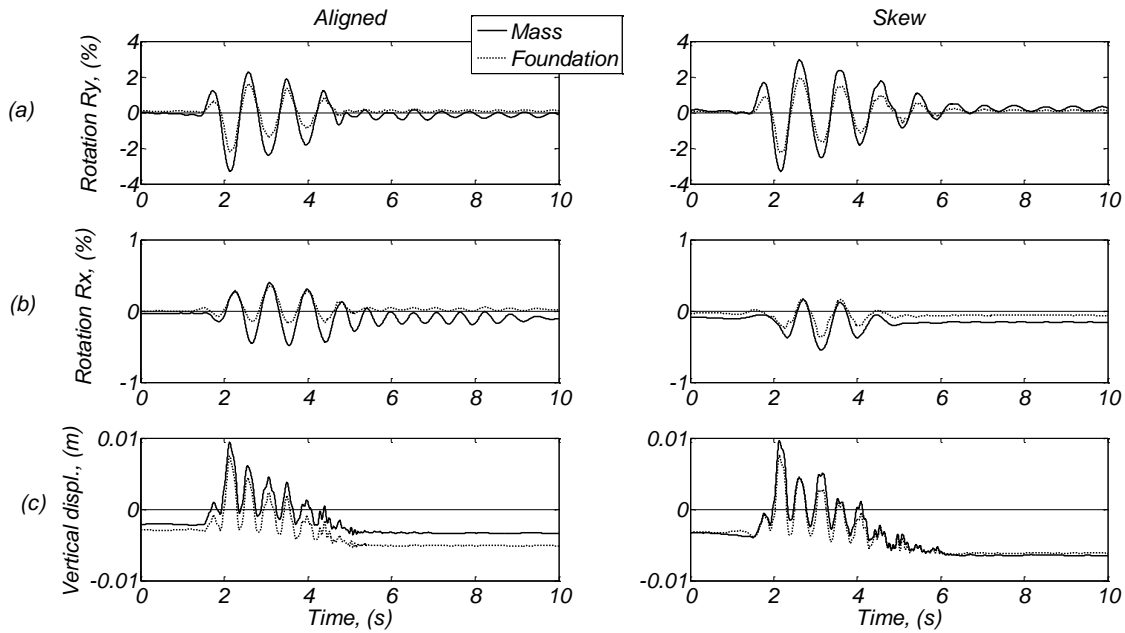 Aligned
Skew
Mass
Foundation
(a)
Rotation Ry, (%)
4
2
0
-2
-4
0 2 4 6 8 10
4
2
0
-2
-4
0 2 4 6 8 10
(b)
Rotation Rx, (%)
1
0
-1
0 2 4 6 8 10
1
0
-1
0 2 4 6 8 10
(c)
Vertical displ., (m)
0.01
0
-0.01
0 2 4 6 8 10
Time, (s)
0.01
0
-0.01
0 2 4 6 8 10
Time, (s)